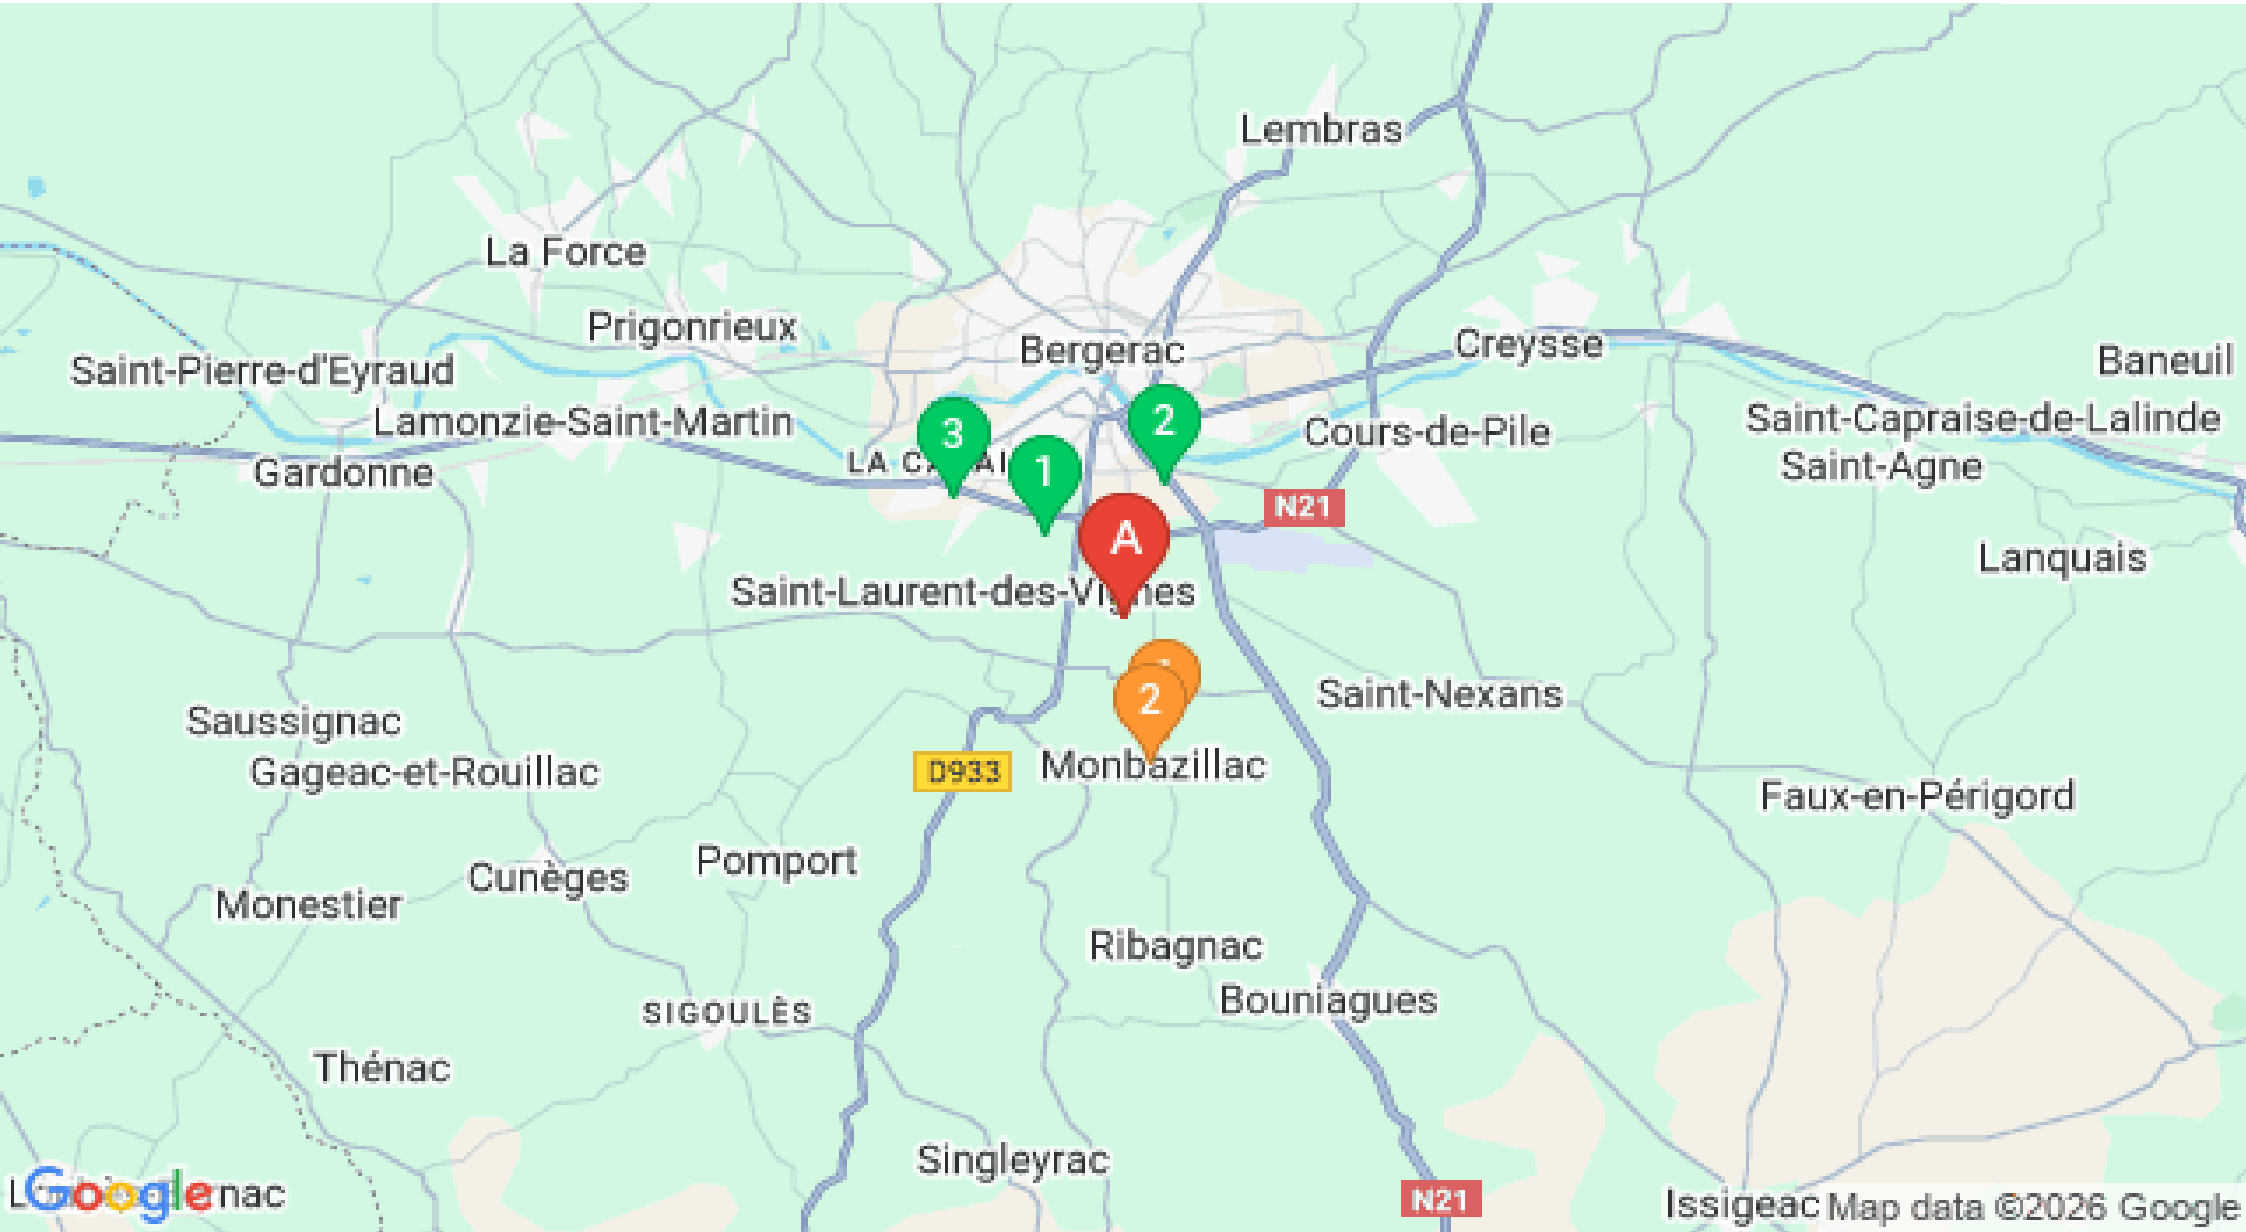 Lembras
La Force
Prigonrieux
Bergerac
Creysse
Baneuil
Saint-Pierre-d'Eyraud
Lamonzie-Saint-Martin
Saint-Capraise-de-Lalinde
Cours-de-Pile
3
2
LA
1
Gardonne
Saint-Agne
N21
A
Lanquais
Saint-Laurent-des-Vignes
Saint-Nexans
2
Saussignac
Gageac-et-Rouillac
D933
Monbazillac
Faux-en-Périgord
Pomport
Cunèges
Monestier
Ribagnac
Bouniagues
SIGOULÈS
Thénac
Singleyrac
N21
Google
Issigeac
Map data ©2026 Google